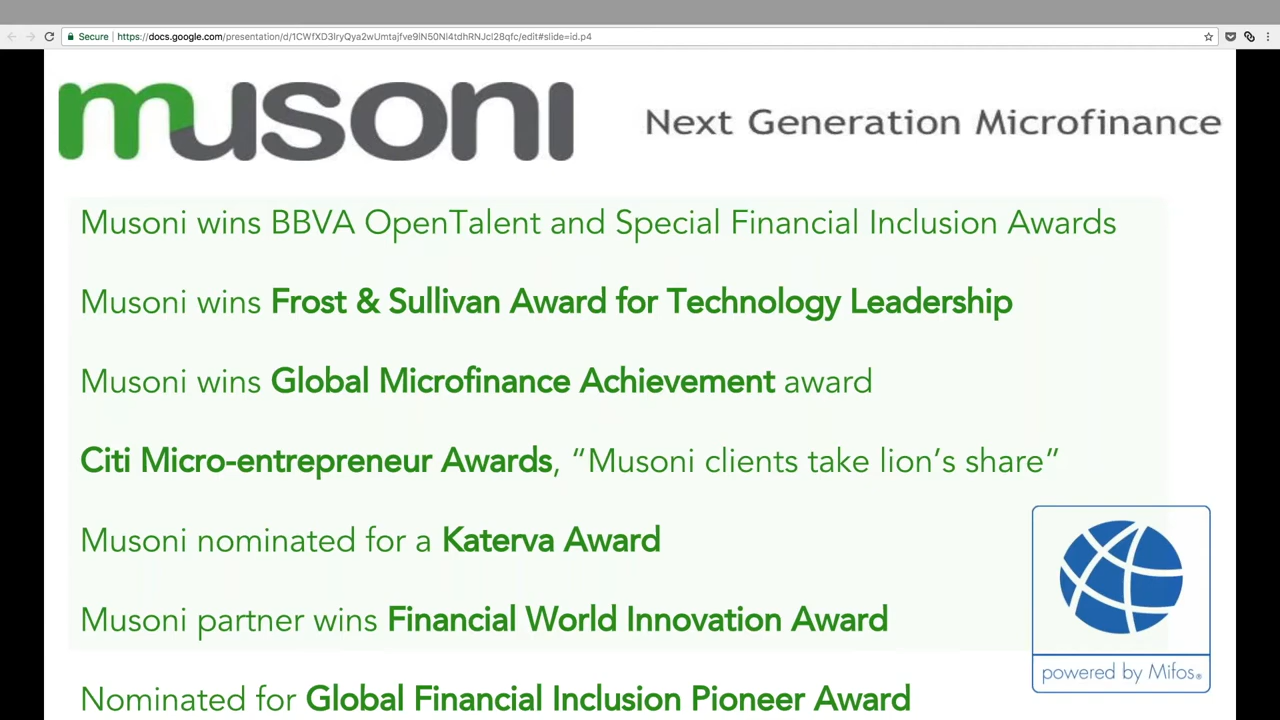 Secure https://docs.google.com/presentation/d/1CWfXD3lryQya2wUmtajfve9lN50Nl4tdhRNJcl28qfc/edit#slide=id.p4
musoni
Next Generation Microfinance
Musoni wins BBVA OpenTalent and Special Financial Inclusion Awards
Musoni wins Frost & Sullivan Award for Technology Leadership
Musoni wins Global Microfinance Achievement award
Citi Micro-entrepreneur Awards, “Musoni clients take lion’s share”
Musoni nominated for a Katerva Award
Musoni partner wins Financial World Innovation Award
powered by Mifos®
Nominated for Global Financial Inclusion Pioneer Award